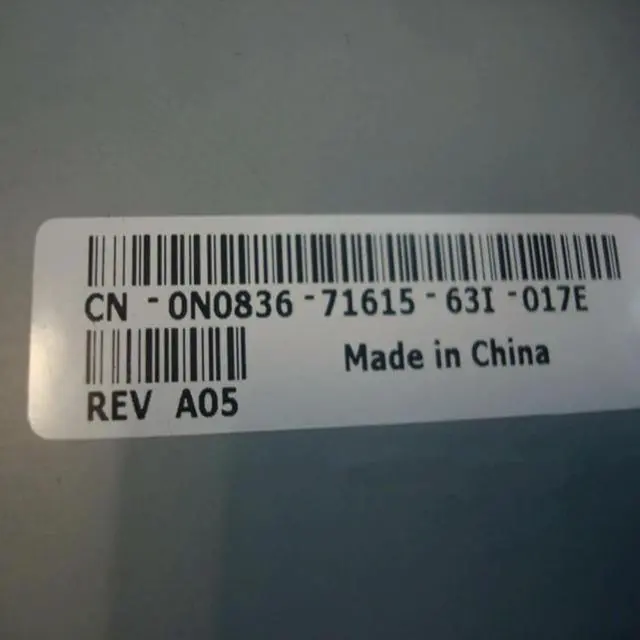 CN - 0N0836 - 71615 - 63I - 017E
Made in China
REV A05